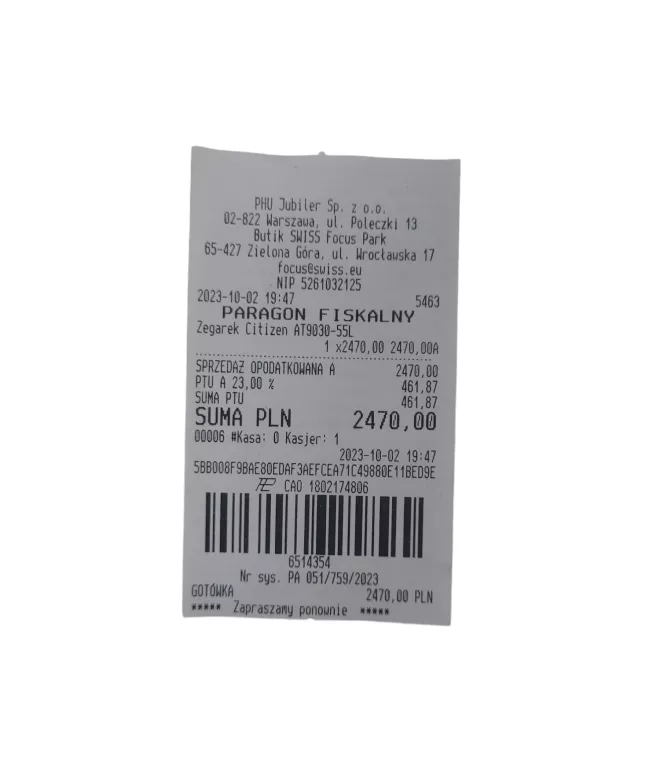 PHU Jubiler Sp. z o.o.
02-822 Warszawa, ul. Poleczki 13
Butik SWISS Focus Park
65-427 Zielona Góra, ul. Wrocławska 17
focus@swiss.eu
NIP 5261032125
2023-10-02 19:47 5463
PARAGON FISKALNY
Zegarek Citizen AT9030-55L
1 x2470,00 2470,00A
SPRZEDAŻ OPODATKOWANA A 2470,00
PTU A 23,00 % 461,87
SUMA PTU 461,87
SUMA PLN 2470,00
00006 #Kasa: 0 Kasjer: 1
2023-10-02 19:47
5BB008F9BAE80EDAF3AEFCEA71C49880E11BED9E
CAO 1802174806
6514354
Nr sys. PA 051/759/2023
GOTÓWKA 2470,00 PLN
***** Zapraszamy ponownie *****